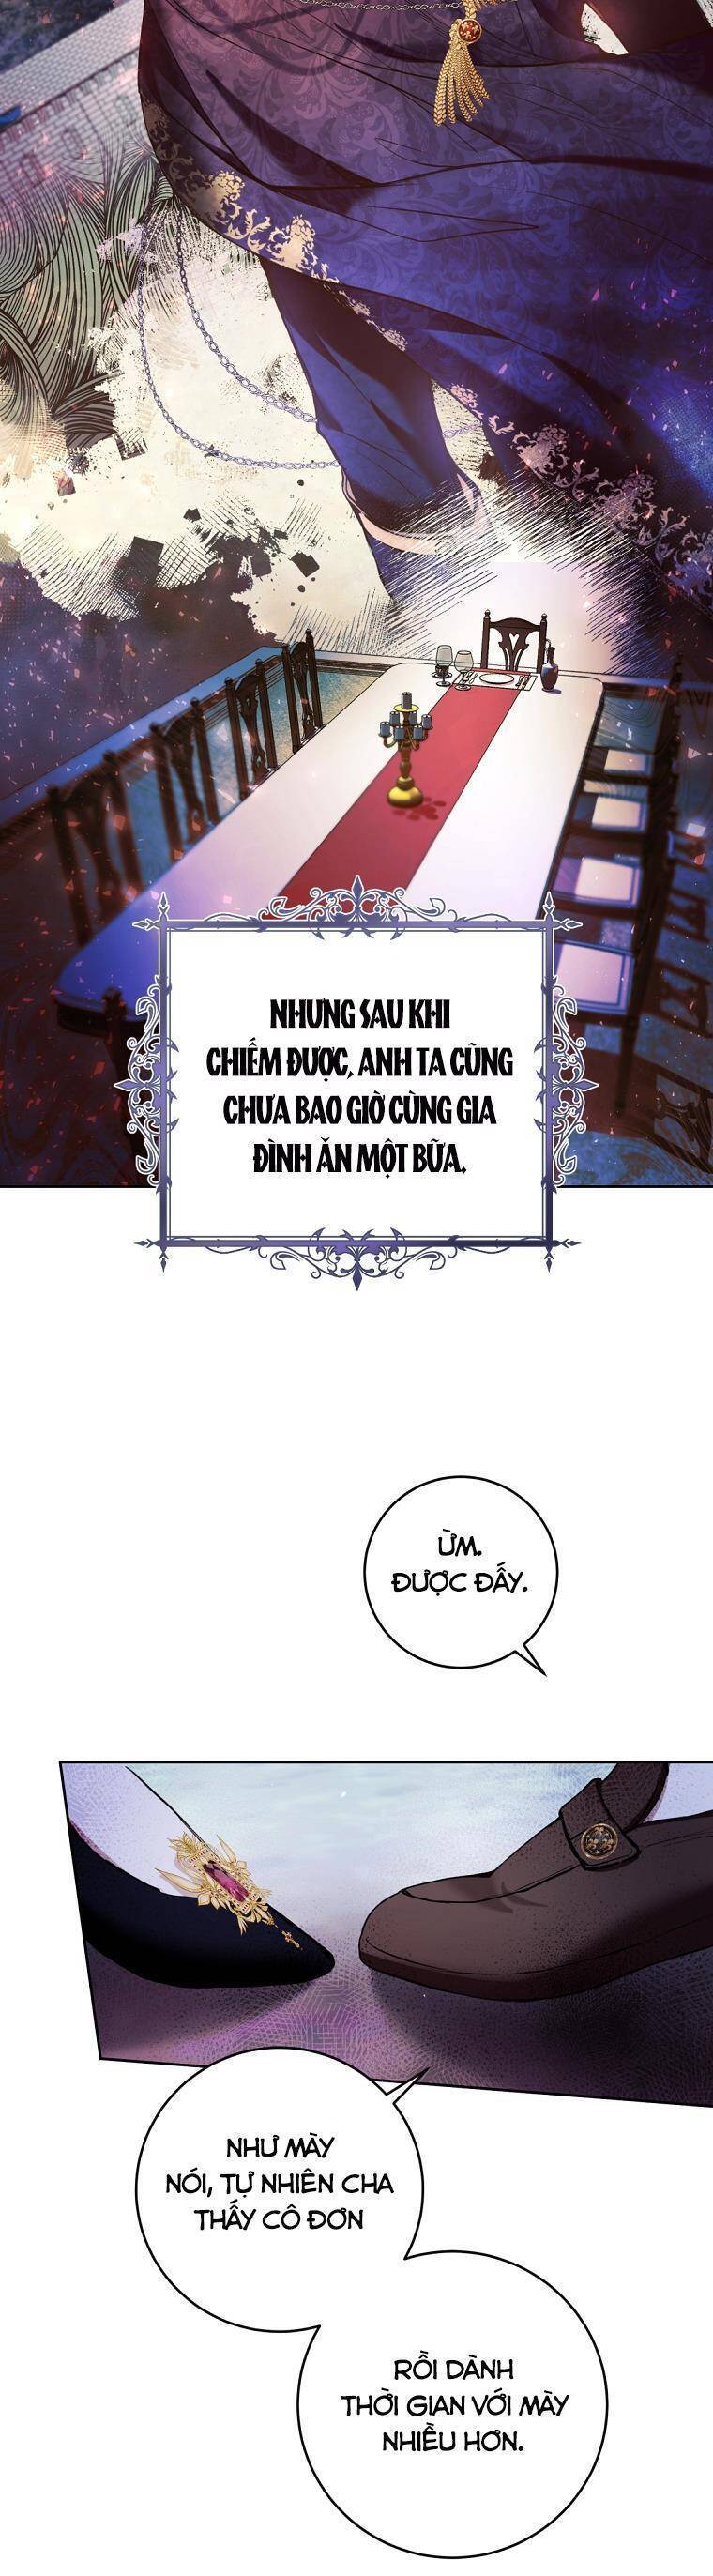 NHƯNG SAU KHI
CHIẾM ĐƯỢC, ANH TA CŨNG
CHƯA BAO GIỜ CÙNG GIA
ĐÌNH ĂN MỘT BỮA.
ỪM.
ĐƯỢC ĐẤY.
NHƯ MÀY
NÓI, TỰ NHIÊN CHA
THẤY CÔ ĐƠN
RỒI DÀNH
THỜI GIAN VỚI MÀY
NHIỀU HƠN.